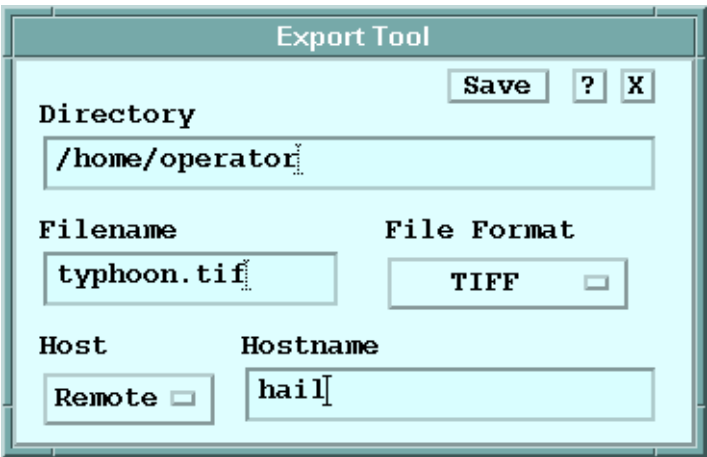 Export Tool
Save ? X
Directory
/home/operator
Filename File Format
typhoon.tif TIFF
Host Hostname
Remote hail